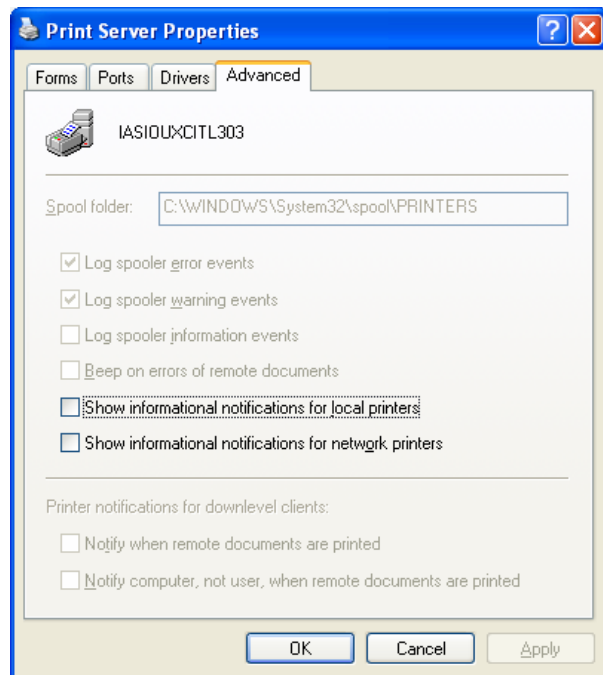 Print Server Properties
Forms Ports Drivers Advanced
IASIOUXCITL303
Spool folder: C:\WINDOWS\System32\spool\PRINTERS
Log spooler error events
Log spooler warning events
Log spooler information events
Beep on errors of remote documents
Show informational notifications for local printers
Show informational notifications for network printers
Printer notifications for downlevel clients:
Notify when remote documents are printed
Notify computer, not user, when remote documents are printed
OK Cancel Apply